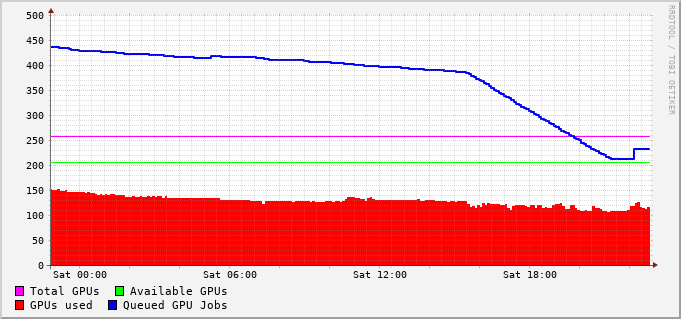 500
450
400
350
300
250
200
150
100
50
0
Sat 00:00 Sat 06:00 Sat 12:00 Sat 18:00
Total GPUs Available GPUs
GPUs used Queued GPU Jobs
RRDTOOL / TOBI OETIKER